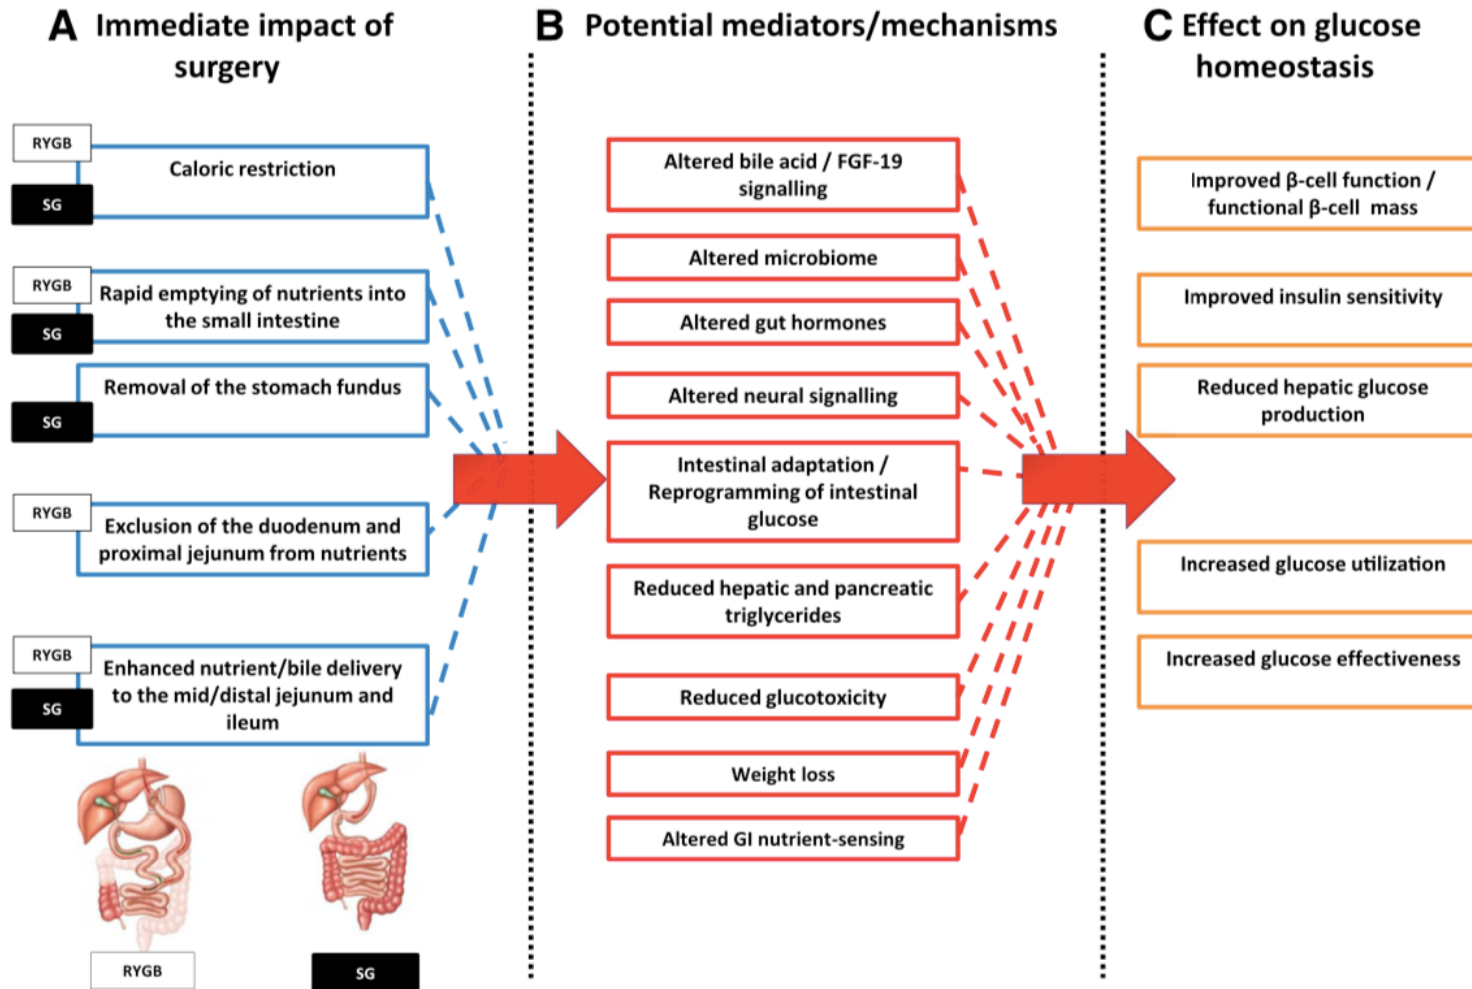 A Immediate impact of
surgery
RYGB
SG
Caloric restriction
RYGB
SG
Rapid emptying of nutrients into
the small intestine
SG
Removal of the stomach fundus
RYGB
Exclusion of the duodenum and
proximal jejunum from nutrients
RYGB
SG
Enhanced nutrient/bile delivery
to the mid/distal jejunum and
ileum
RYGB
SG
B Potential mediators/mechanisms
Altered bile acid / FGF-19
signalling
Altered microbiome
Altered gut hormones
Altered neural signalling
Intestinal adaptation /
Reprogramming of intestinal
glucose
Reduced hepatic and pancreatic
triglycerides
Reduced glucotoxicity
Weight loss
Altered GI nutrient-sensing
C Effect on glucose
homeostasis
Improved β-cell function /
functional β-cell mass
Improved insulin sensitivity
Reduced hepatic glucose
production
Increased glucose utilization
Increased glucose effectiveness